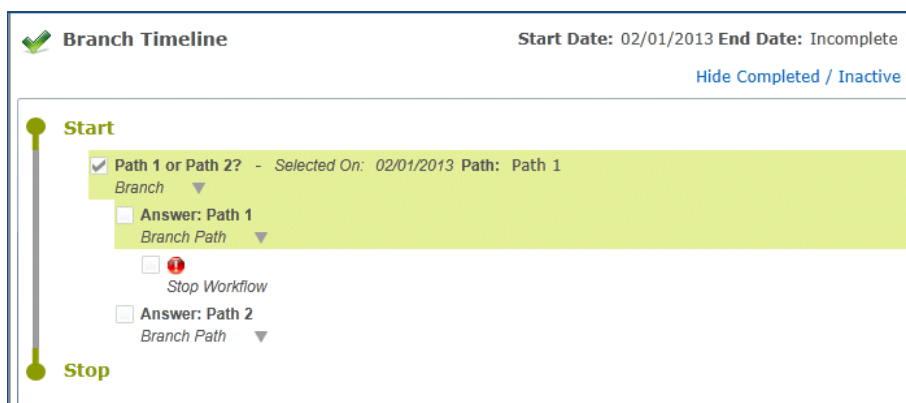 Branch Timeline
Start Date: 02/01/2013 End Date: Incomplete
Hide Completed / Inactive
Start
Path 1 or Path 2? - Selected On: 02/01/2013 Path: Path 1
Branch
Answer: Path 1
Branch Path
Stop Workflow
Answer: Path 2
Branch Path
Stop